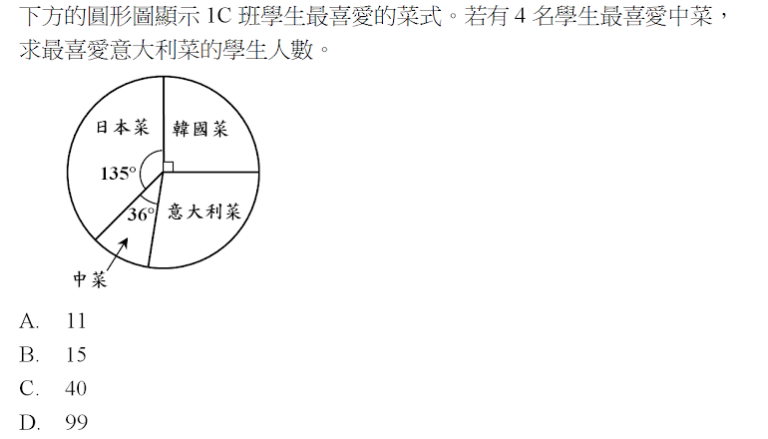 下方的圓形圖顯示 1C 班學生最喜愛的菜式。若有 4 名學生最喜愛中菜，
求最喜愛意大利菜的學生人數。
日本菜 韓國菜
135°
36° 意大利菜
中菜
A. 11
B. 15
C. 40
D. 99